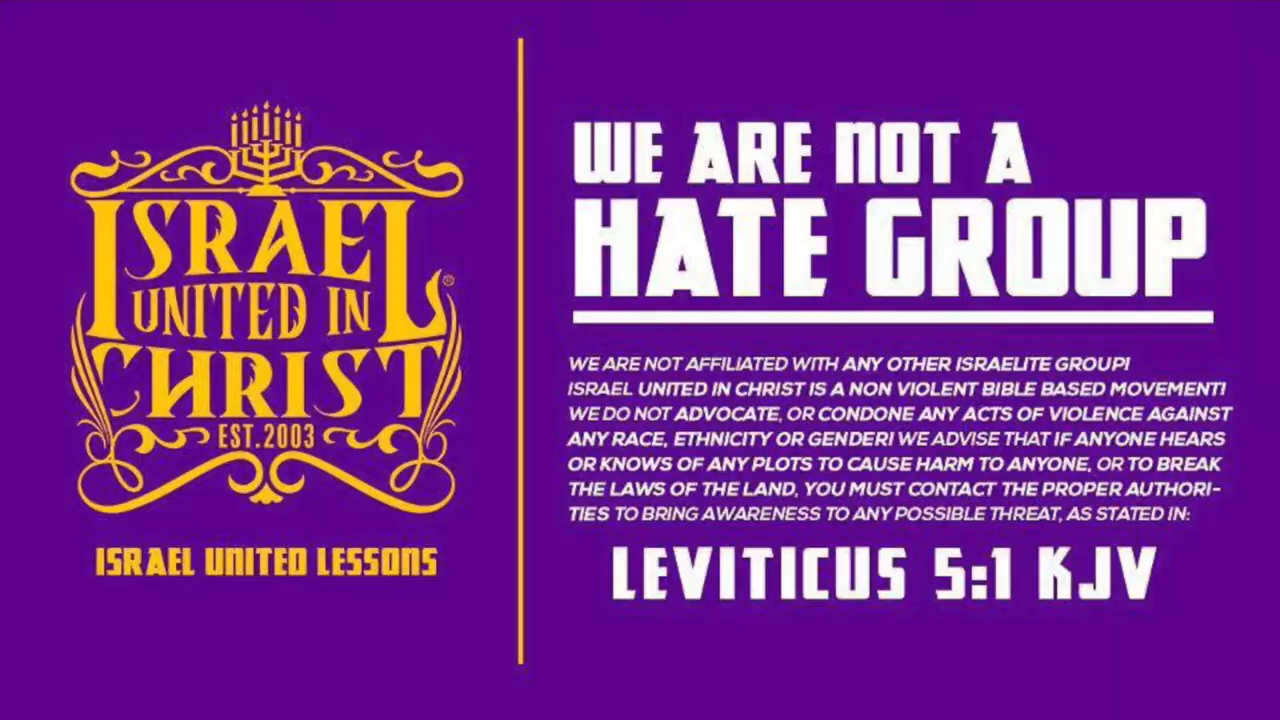 ISRAEL
UNITED IN
CHRIST
EST.2003
ISRAEL UNITED LESSONS
WE ARE NOT A
HATE GROUP
WE ARE NOT AFFILIATED WITH ANY OTHER ISRAELITE GROUP!
ISRAEL UNITED IN CHRIST IS A NON VIOLENT BIBLE BASED MOVEMENT!
WE DO NOT ADVOCATE, OR CONDONE ANY ACTS OF VIOLENCE AGAINST
ANY RACE, ETHNICITY OR GENDER! WE ADVISE THAT IF ANYONE HEARS
OR KNOWS OF ANY PLOTS TO CAUSE HARM TO ANYONE, OR TO BREAK
THE LAWS OF THE LAND, YOU MUST CONTACT THE PROPER AUTHORI-
TIES TO BRING AWARENESS TO ANY POSSIBLE THREAT, AS STATED IN:
LEVITICUS 5:1 KJV